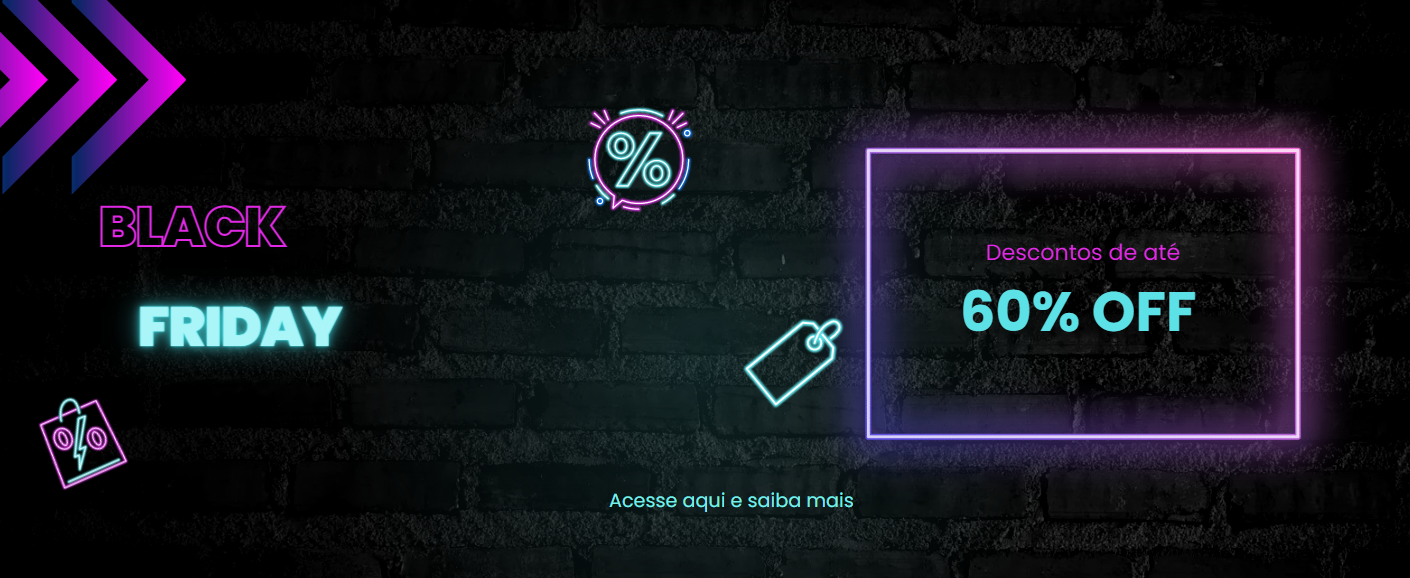 %
BLACK
Descontos de até
60% OFF
FRIDAY
Acesse aqui e saiba mais